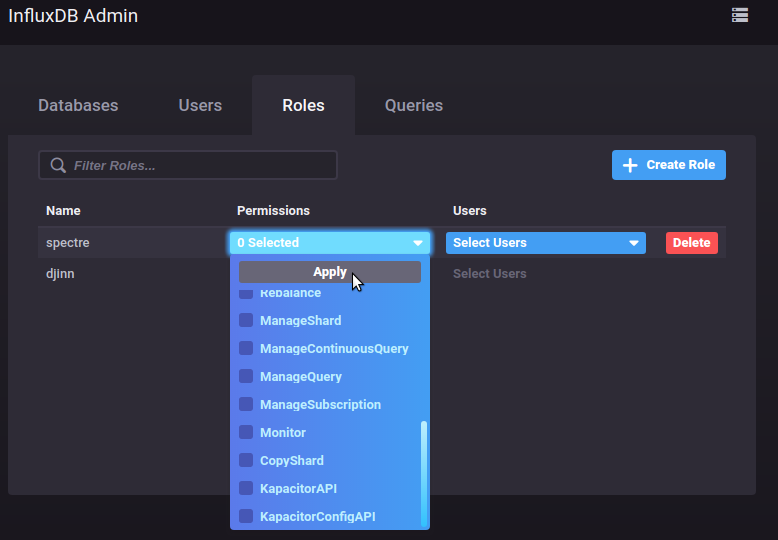 InfluxDB Admin
Databases Users Roles Queries
Filter Roles... Create Role
Name Permissions Users
spectre 0 Selected Select Users Delete
djinn Apply Select Users
Rebalance
ManageShard
ManageContinuousQuery
ManageQuery
ManageSubscription
Monitor
CopyShard
KapacitorAPI
KapacitorConfigAPI